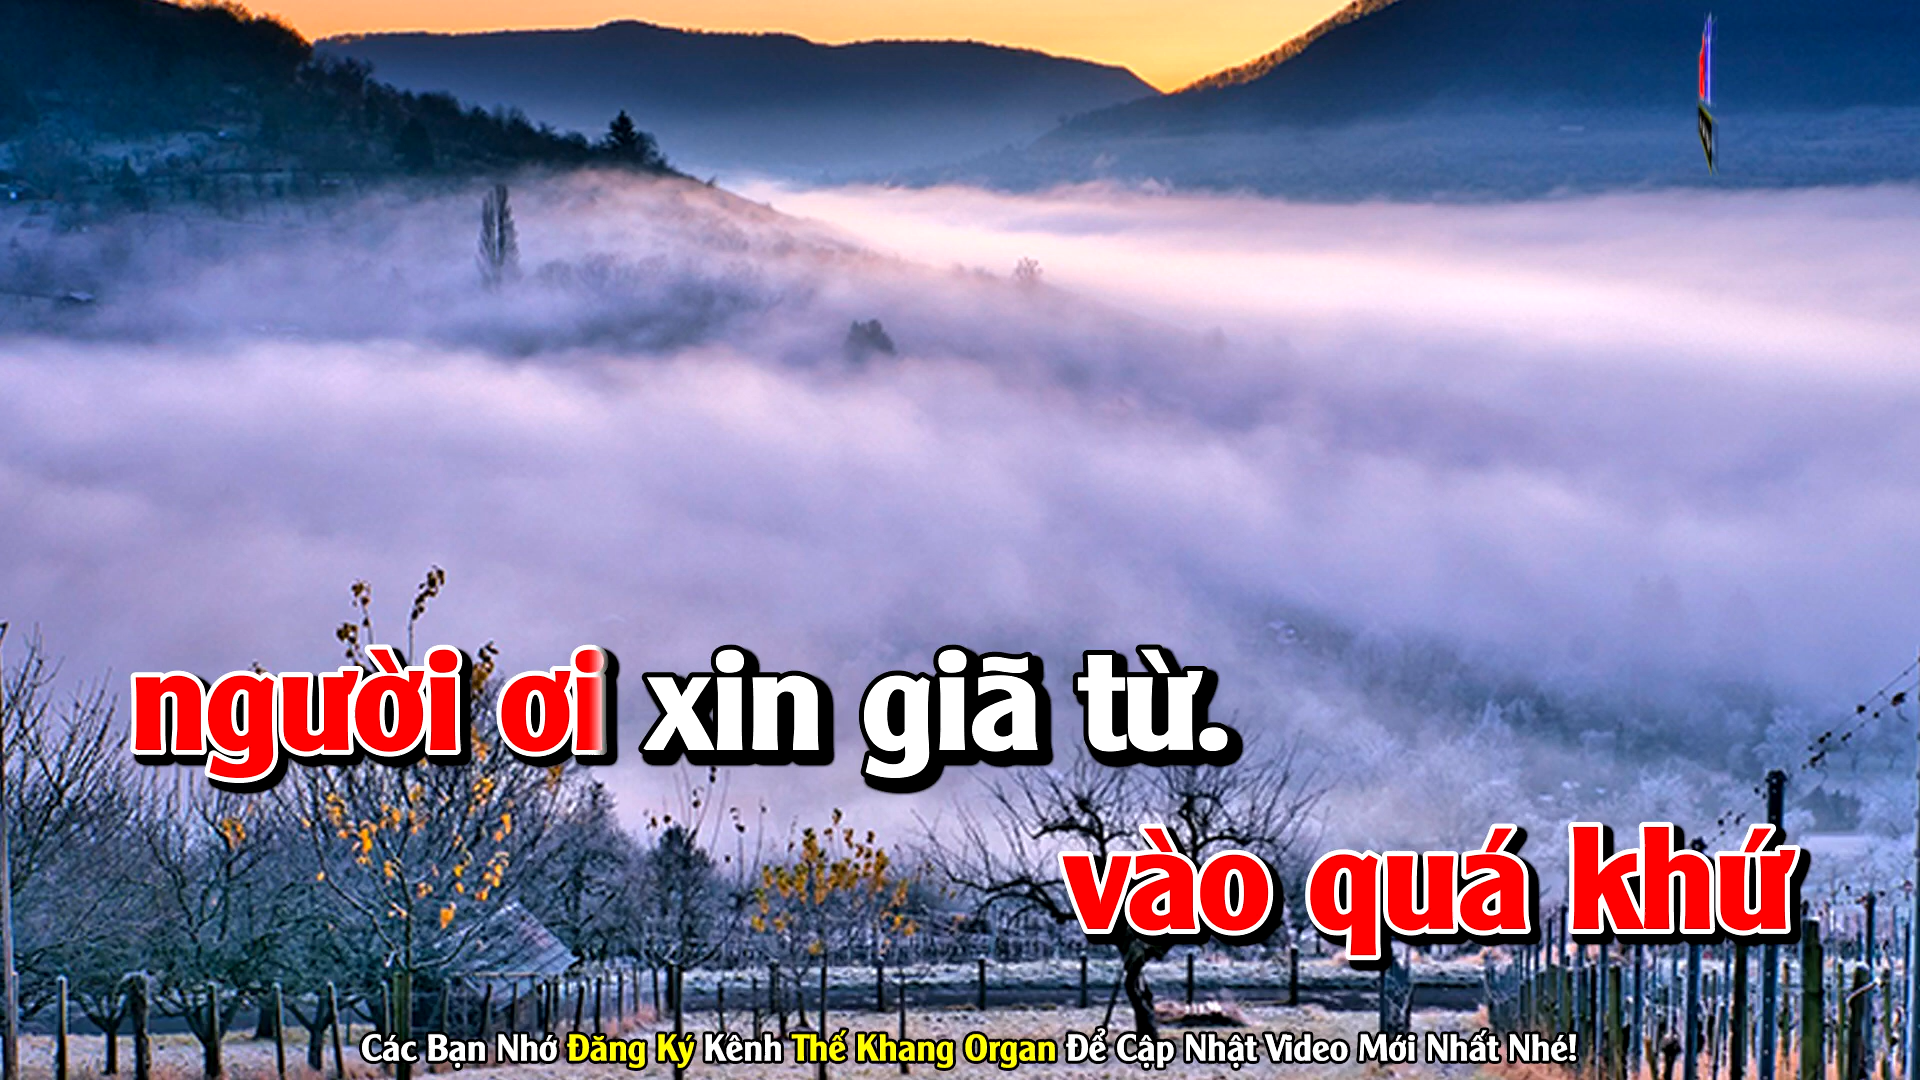 người ơi xin giã từ.
vào quá khứ
Các Bạn Nhớ Đăng Ký Kênh Thế Khang Organ Để Cập Nhật Video Mới Nhất Nhé!